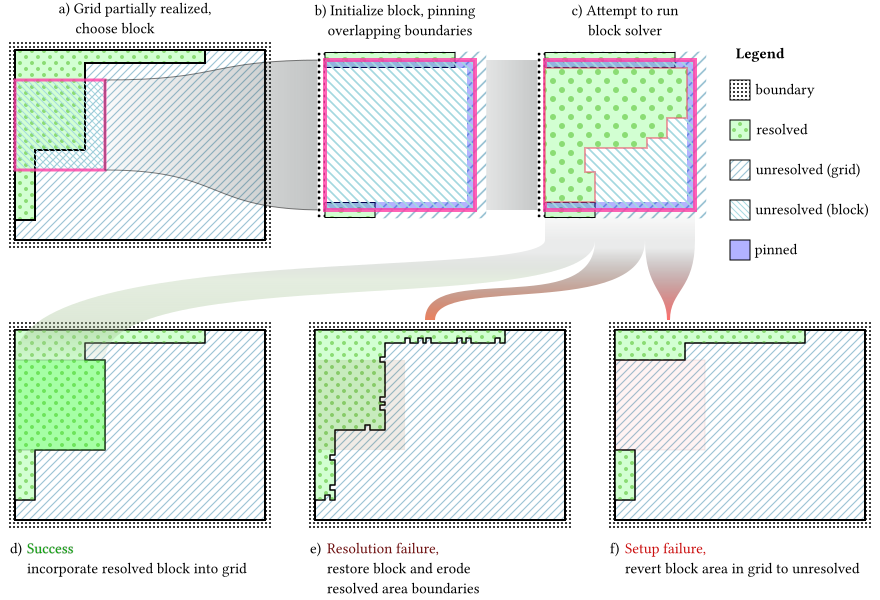 a) Grid partially realized,
choose block
b) Initialize block, pinning
overlapping boundaries
c) Attempt to run
block solver
Legend
boundary
resolved
unresolved (grid)
unresolved (block)
pinned
d) Success
incorporate resolved block into grid
e) Resolution failure,
restore block and erode
resolved area boundaries
f) Setup failure,
revert block area in grid to unresolved